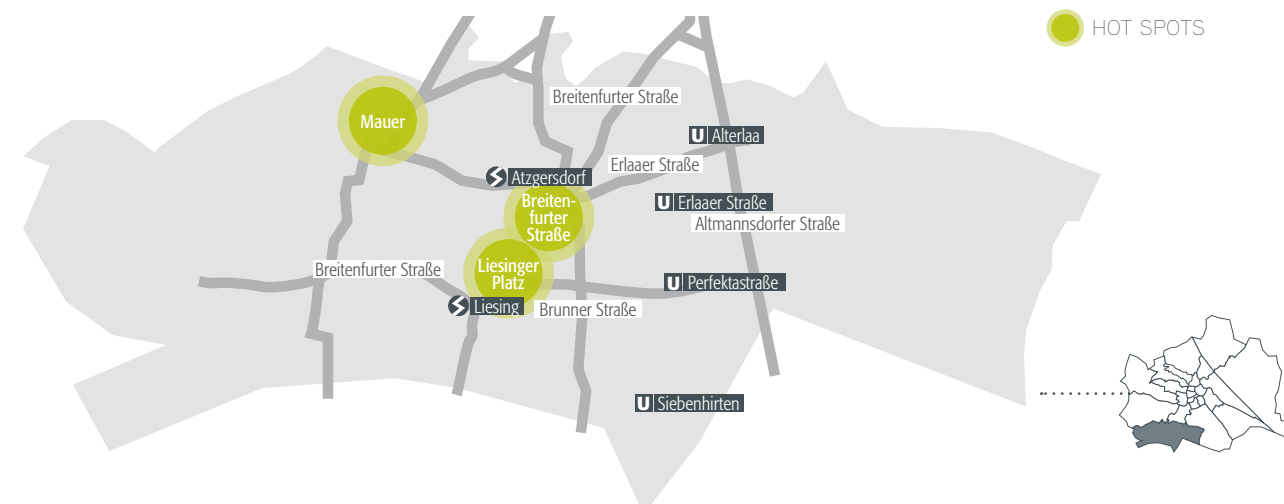 HOT SPOTS
Breitenfurter Straße
Mauer
U Alterlaa
Erlaaer Straße
Atzgersdorf
Breiten-
furter
Straße
U Erlaaer Straße
Altmannsdorfer Straße
Breitenfurter Straße
Liesinger
Platz
U Perfektastraße
Liesing
Brunner Straße
U Siebenhirten